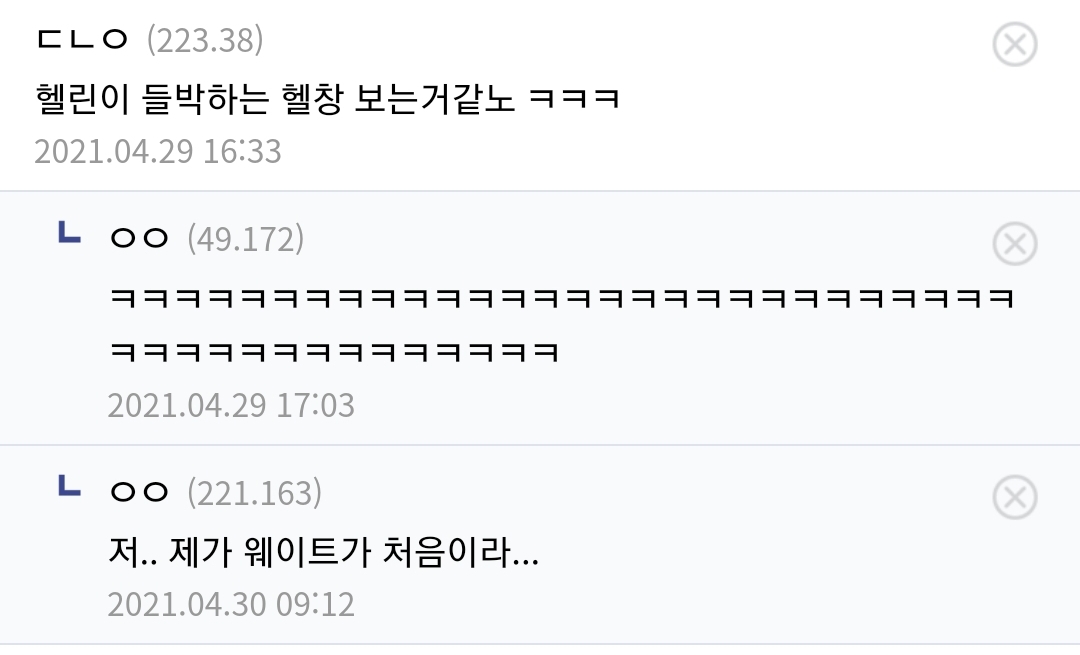 ㄷㄴㅇ (223.38)
헬린이 들박하는 헬창 보는거같노 ㅋㅋㅋ
2021.04.29 16:33
ㅇㅇ (49.172)
ㅋㅋㅋㅋㅋㅋㅋㅋㅋㅋㅋㅋㅋㅋㅋㅋㅋㅋㅋㅋㅋㅋㅋㅋㅋㅋㅋㅋ
ㅋㅋㅋㅋㅋㅋㅋㅋㅋㅋㅋㅋㅋㅋ
2021.04.29 17:03
ㅇㅇ (221.163)
저.. 제가 웨이트가 처음이라...
2021.04.30 09:12